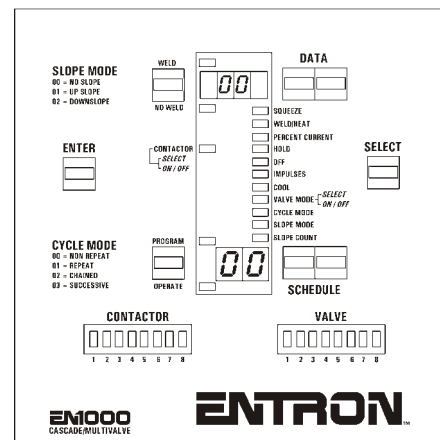 WELD
DATA
SLOPE MODE
00 = NO SLOPE
01 = UP SLOPE
02 = DOWNSLOPE
00
NO WELD
SQUEEZE
WELD/HEAT
PERCENT CURRENT
ENTER
CONTACTOR
SELECT
ON / OFF
HOLD
OFF
IMPULSES
COOL
VALVE MODE
SELECT
ON / OFF
CYCLE MODE
SLOPE MODE
SLOPE COUNT
SELECT
CYCLE MODE
00 = NON REPEAT
01 = REPEAT
02 = CHAINED
03 = SUCCESSIVE
PROGRAM
OPERATE
00
SCHEDULE
CONTACTOR
1 2 3 4 5 6 7 8
VALVE
1 2 3 4 5 6 7 8
EN1000
CASCADE/MULTIVALVE
ENTRON™